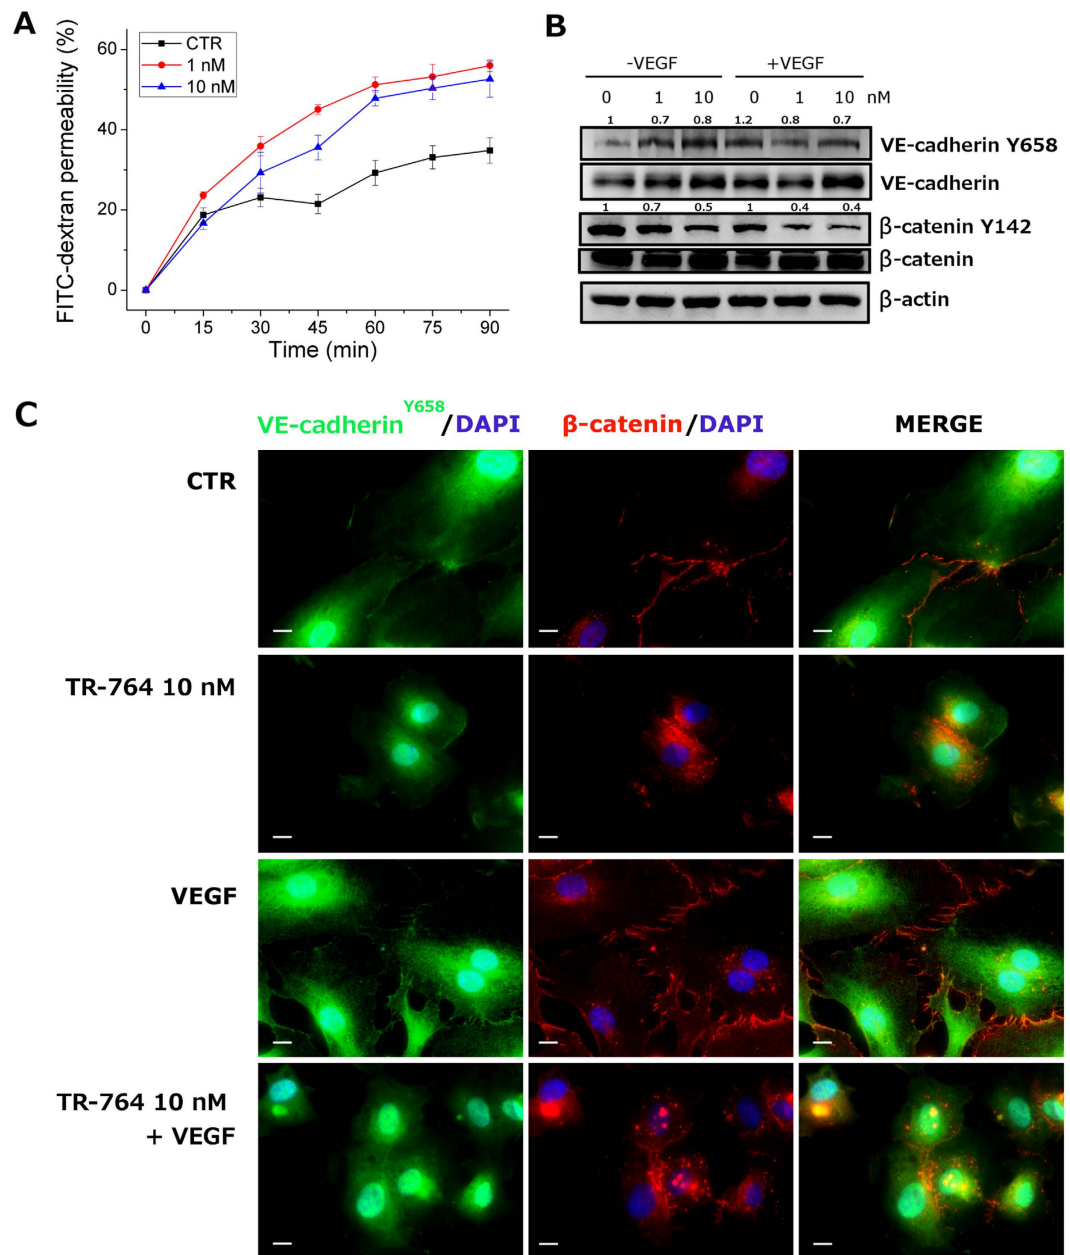 A
FITC-dextran permeability (%)
60
40
20
0
CTR
1 nM
10 nM
0 15 30 45 60 75 90
Time (min)
B
-VEGF +VEGF
0 1 10 0 1 10 nM
1 0.7 0.8 1.2 0.8 0.7
VE-cadherin Y658
VE-cadherin
1 0.7 0.5 1 0.4 0.4
β-catenin Y142
β-catenin
β-actin
C
VE-cadherin Y658/DAPI β-catenin/DAPI MERGE
CTR
TR-764 10 nM
VEGF
TR-764 10 nM
+ VEGF